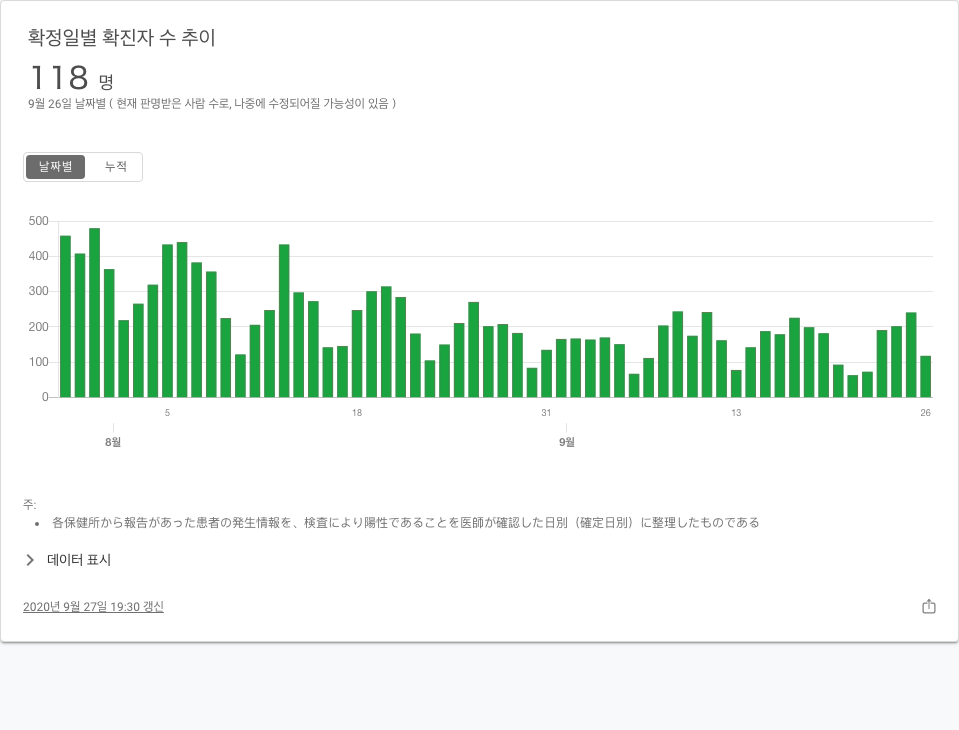 확정일별 확진자 수 추이
118 명
9월 26일 날짜별 ( 현재 판명받은 사람 수로, 나중에 수정되어질 가능성이 있음 )
날짜별 누적
500
400
300
200
100
0
5 18 31 13 26
8월 9월
주:
• 各保健所から報告があった患者の発生情報を、検査により陽性であることを医師が確認した日別（確定日別）に整理したものである
데이터 표시
2020년 9월 27일 19:30 갱신